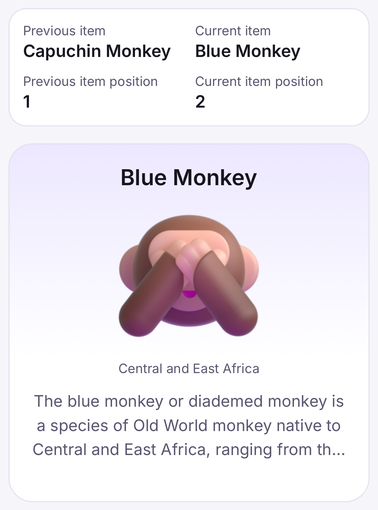 Previous item
Current item
Capuchin Monkey
Blue Monkey
Previous item position
Current item position
1
2
Blue Monkey
Central and East Africa
The blue monkey or diademed monkey is
a species of Old World monkey native to
Central and East Africa, ranging from th...